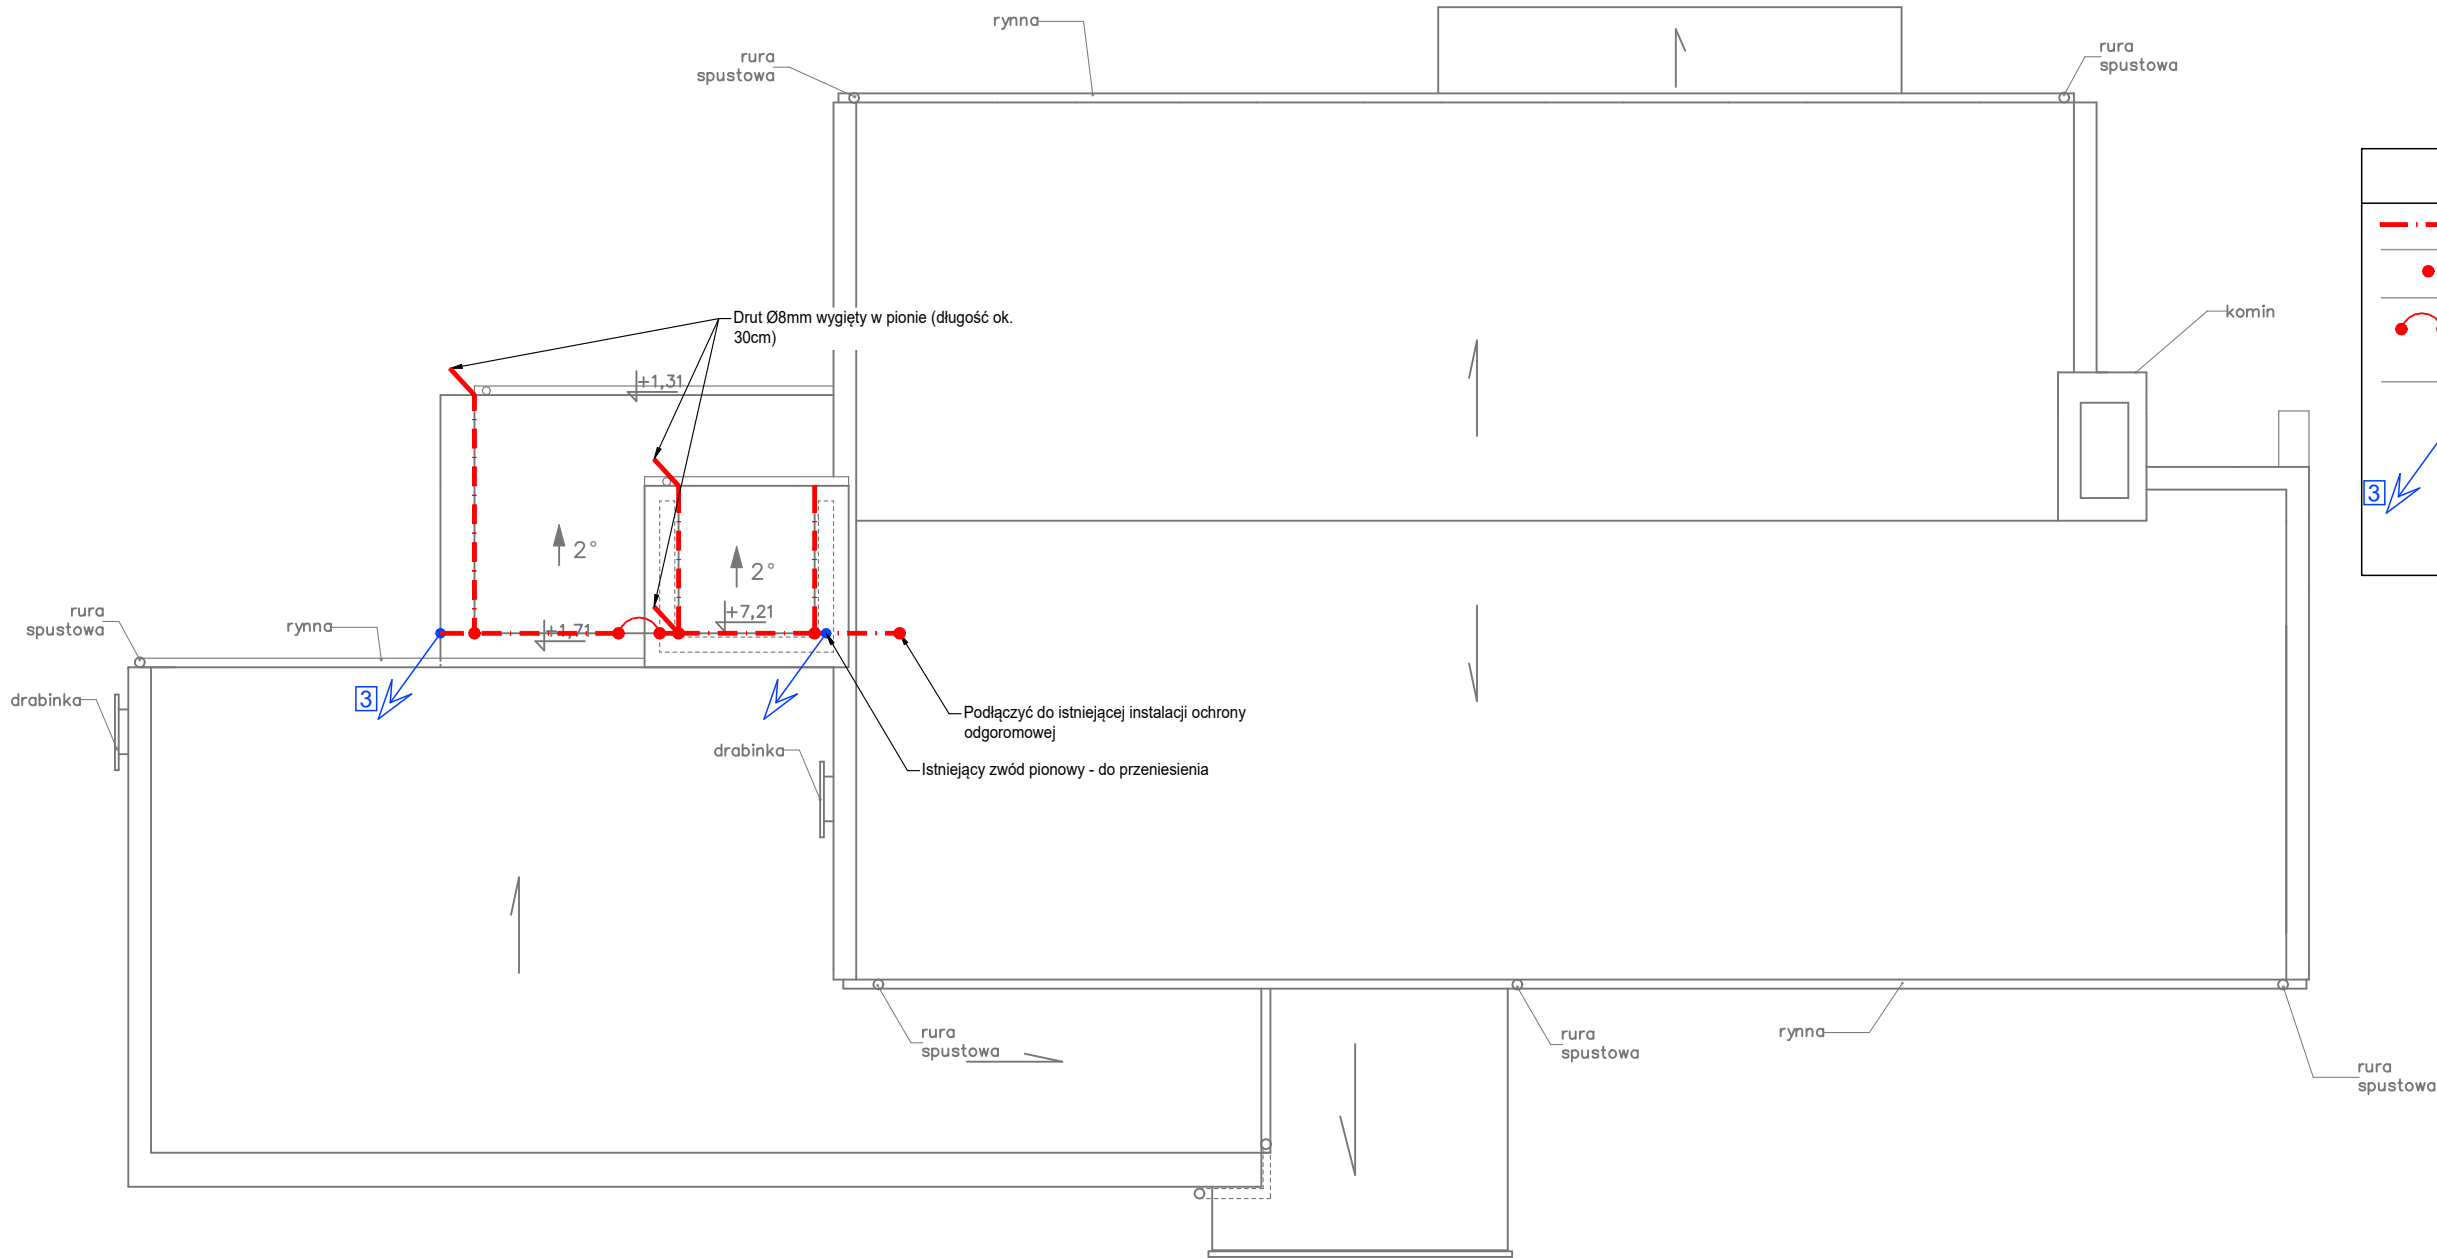 rynna
rura
spustowa
rura
spustowa
komin
Drut Ø8mm wygięty w pionie (długość ok.
30cm)
+1,31
3
2°
2°
+7,21
+1,71
rura
spustowa
rynna
3
drabinka
Podłączyć do istniejącej instalacji ochrony
odgoromowej
drabinka
Istniejący zwód pionowy - do przeniesienia
rura
spustowa
rura
spustowa
rynna
rura
spustowa